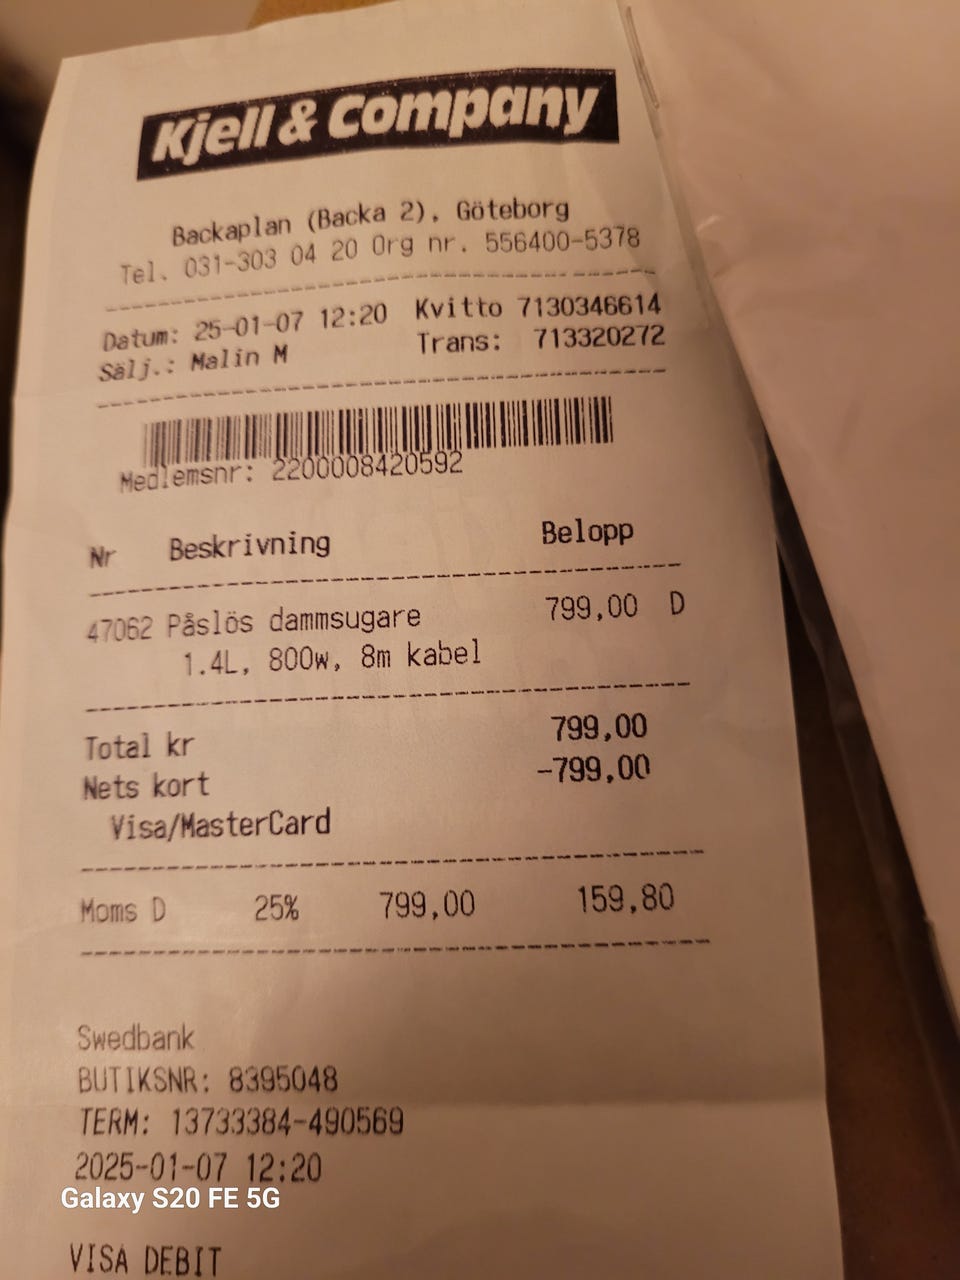 Kjell & Company
Backaplan (Backa 2), Göteborg
Tel. 031-303 04 20 Org nr. 556400-5378
Datum: 25-01-07 12:20 Kvitto 7130346614
Sälj.: Malin M Trans: 713320272
Medlemsnr: 2200008420592
Nr Beskrivning Belopp
47062 Påslös dammsugare 799,00 D
1.4L, 800w, 8m kabel
Total kr 799,00
Nets kort -799,00
Visa/MasterCard
Moms D 25% 799,00 159,80
Swedbank
BUTIKSNR: 8395048
TERM: 13733384-490569
2025-01-07 12:20
Galaxy S20 FE 5G
VISA DEBIT